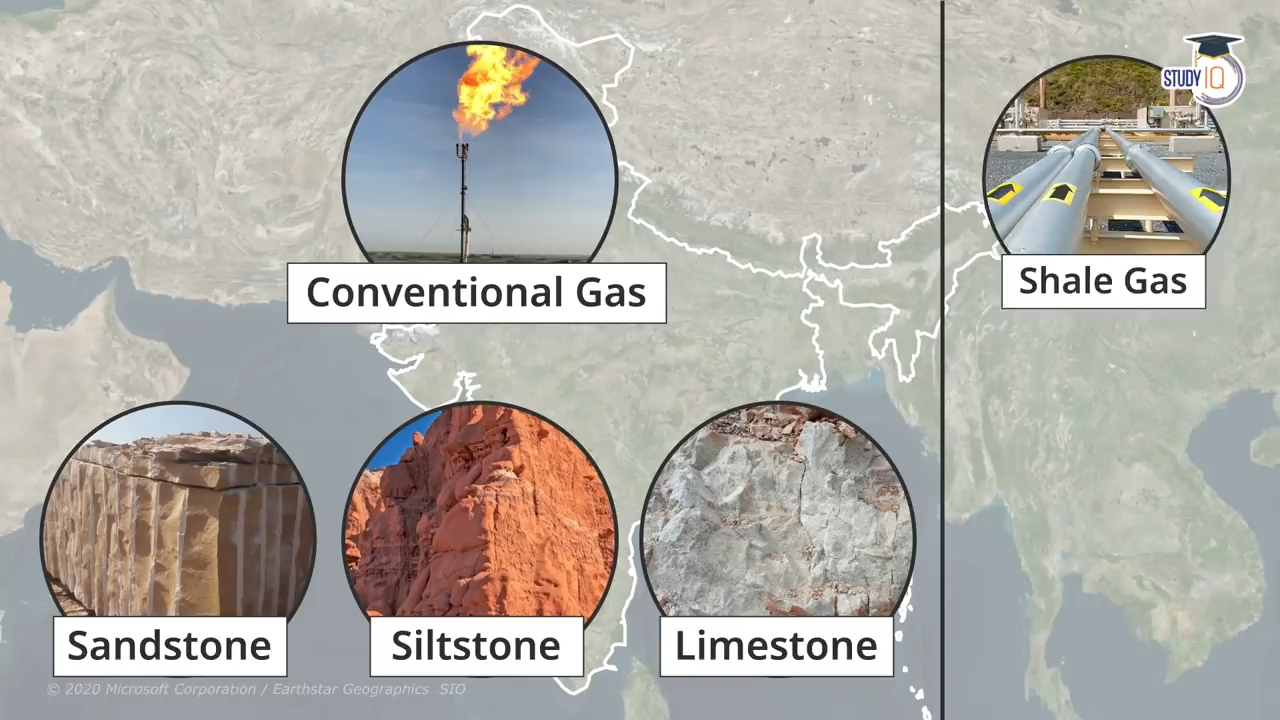 STUDY IQ
Conventional Gas
Shale Gas
Sandstone
Siltstone
Limestone
© 2020 Microsoft Corporation / Earthstar Geographics  SIO